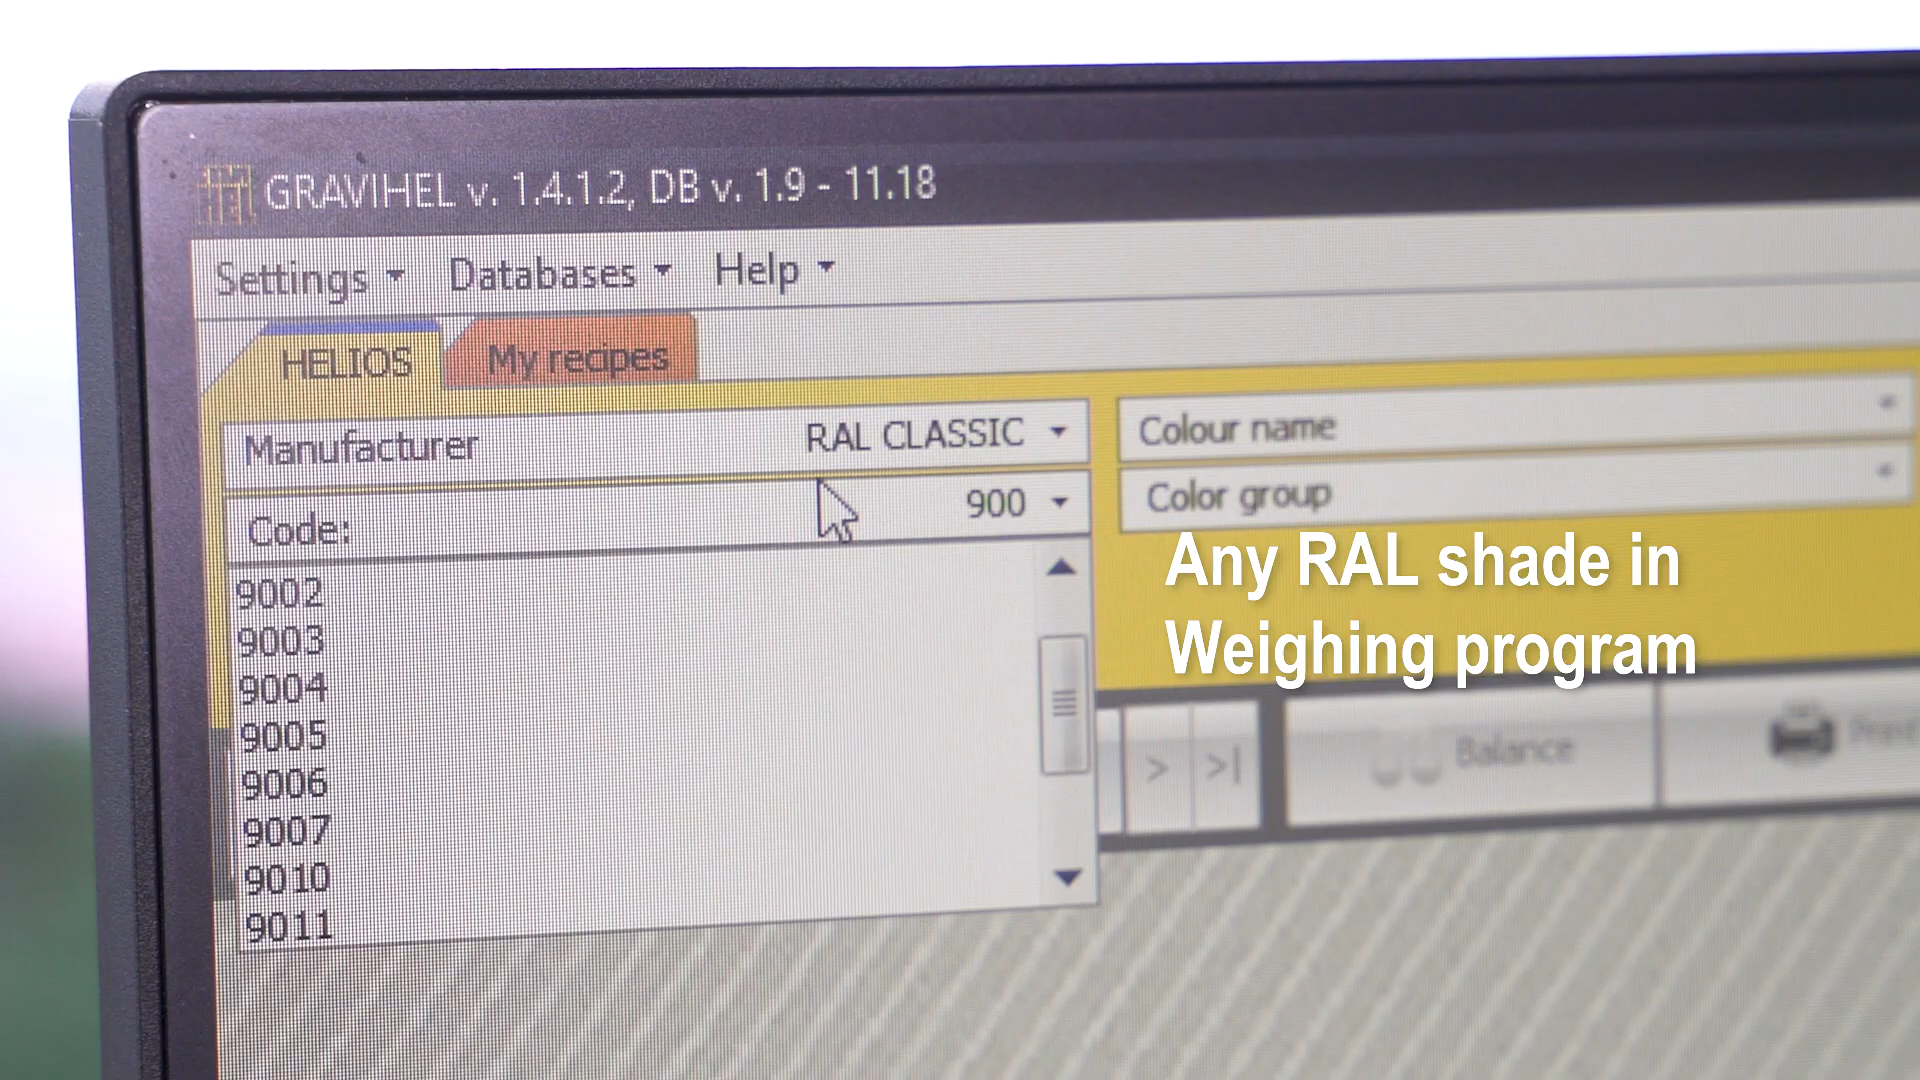 GRAVIHEL v. 1.4.1.2, DB v. 1.9 - 11.18
Settings Databases Help
HELIOS My recipes
Manufacturer RAL CLASSIC
Colour name
Code: 900
Color group
9002
9003
9004
9005
9006
9007
9010
9011
Any RAL shade in
Weighing program
> >|
Balance
Print